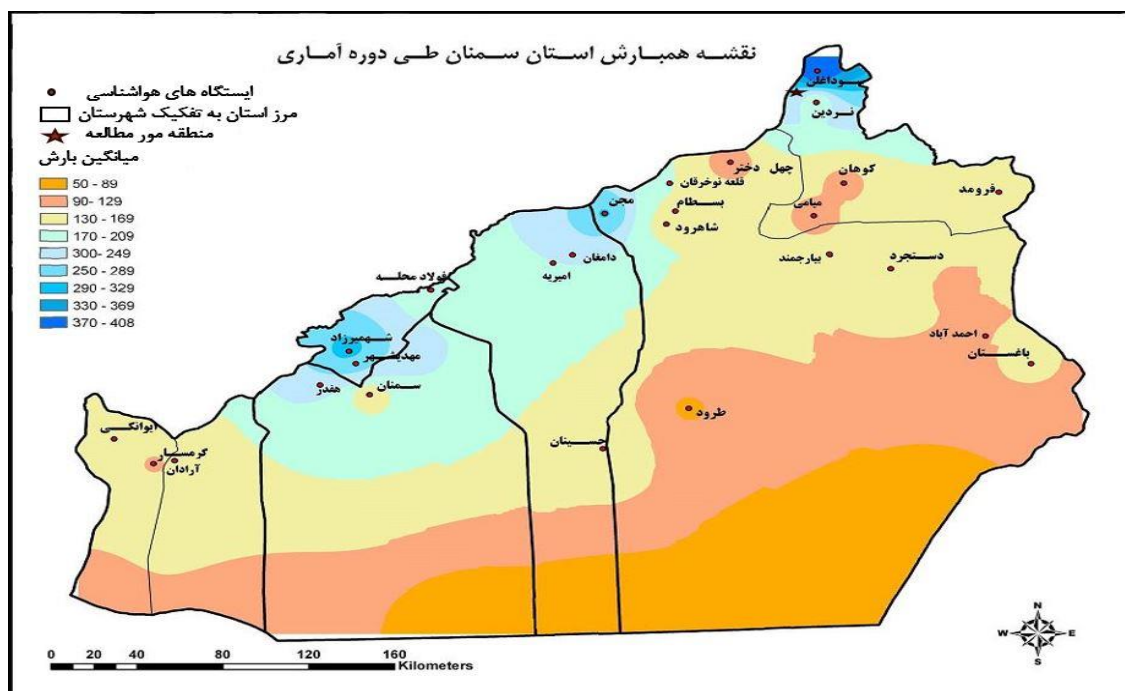 نقشه همبارش استان سمنان طی دوره آماری
ایستگاه های هواشناسی
مرز استان به تفکیک شهرستان
منطقه مور مطالعه
میانگین بارش
50 - 89
90- 129
130 - 169
170 - 209
300- 249
250 - 289
290 - 329
330 - 369
370 - 408
نردین
چهل دختر
کوهان
فرومد
قلعه نوخرقان
میامی
بسطام
شاهرود
مجن
بیارجمند
دستجرد
دامغان
امیریه
فولاد محله
احمد آباد
باغستان
شهمیرزاد
مهدیشهر
هفدر
سمنان
طرود
حسینان
ایوانکی
گرمسار
آرادان
N
W E
S
0 20 40 80 120 160
Kilometers